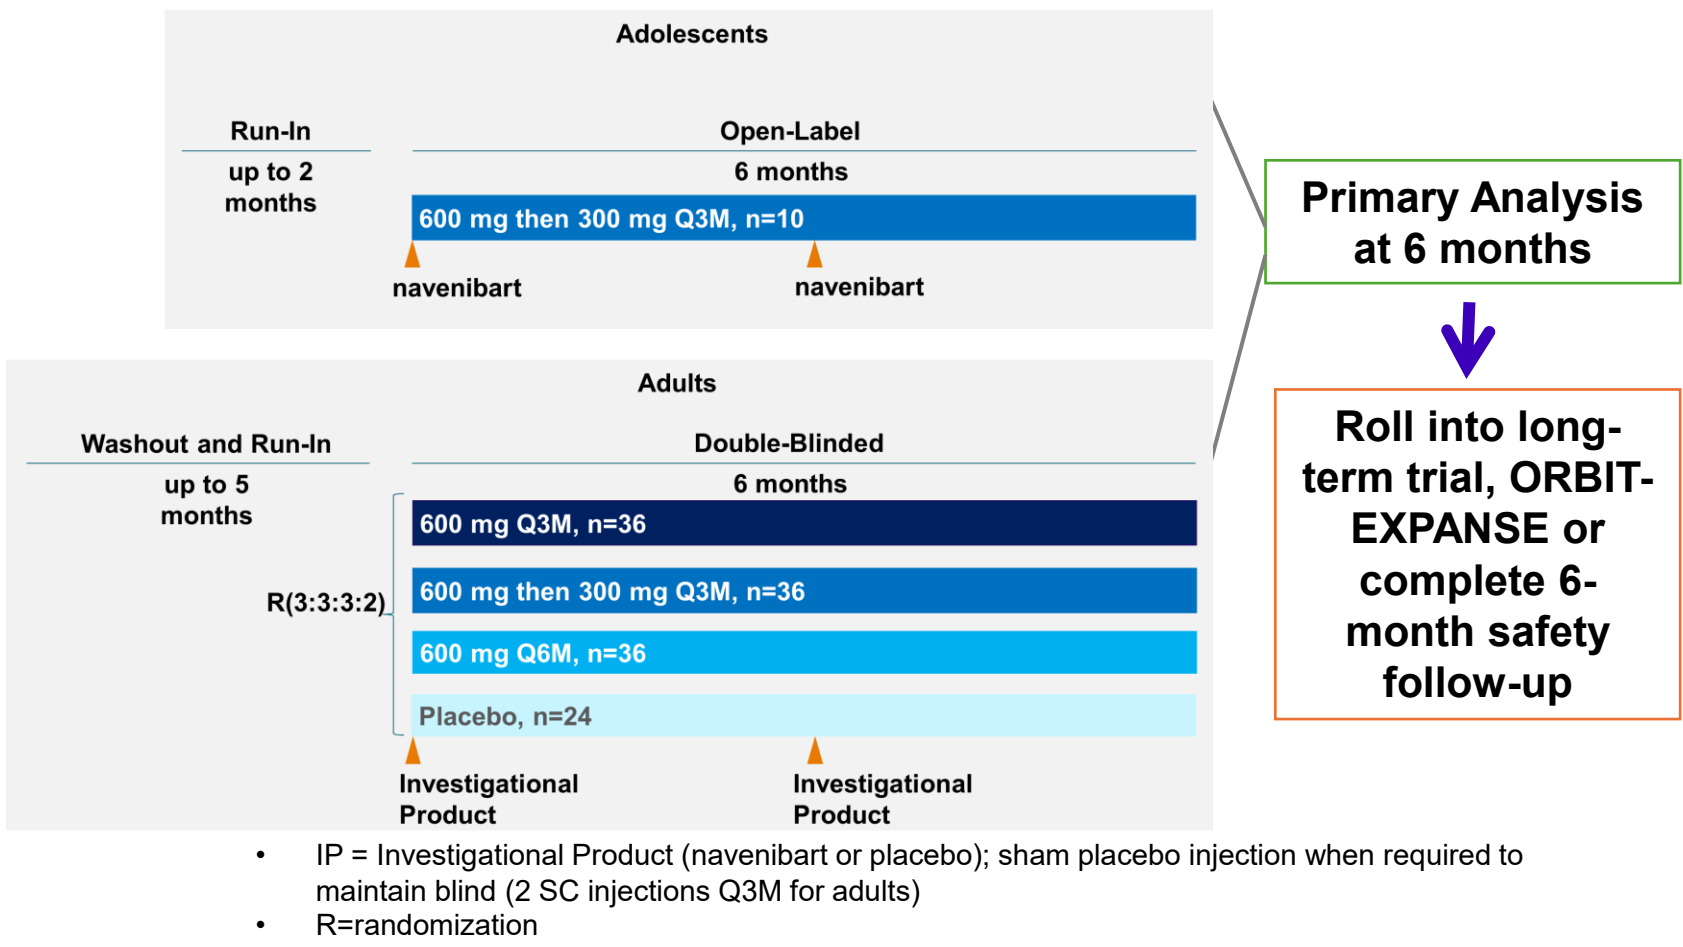 Adolescents
Run-In
up to 2
months
Open-Label
6 months
600 mg then 300 mg Q3M, n=10
navenibart
navenibart
Adults
Washout and Run-In
up to 5
months
Double-Blinded
6 months
R(3:3:3:2)
600 mg Q3M, n=36
600 mg then 300 mg Q3M, n=36
600 mg Q6M, n=36
Placebo, n=24
Investigational
Product
Investigational
Product
Primary Analysis
at 6 months
Roll into long-
term trial, ORBIT-
EXPANSE or
complete 6-
month safety
follow-up
• IP = Investigational Product (navenibart or placebo); sham placebo injection when required to
maintain blind (2 SC injections Q3M for adults)
• R=randomization